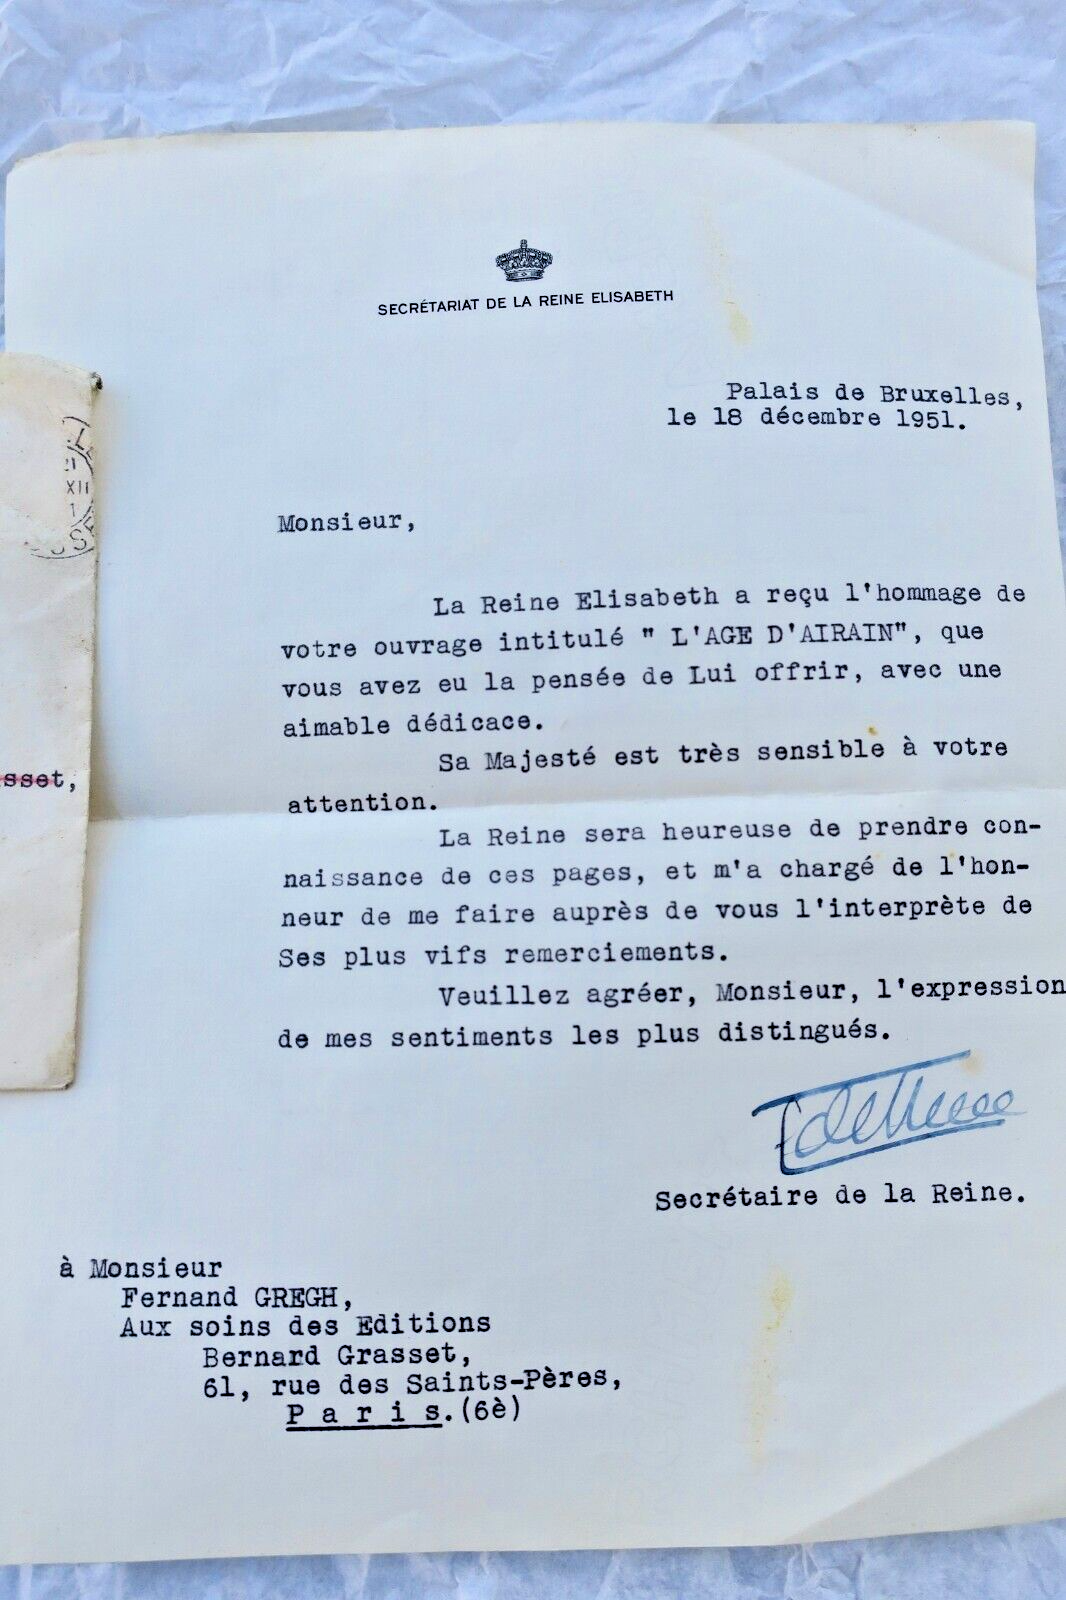 SECRÉTARIAT DE LA REINE ELISABETH
Palais de Bruxelles,
le 18 décembre 1951.
Monsieur,
La Reine Elisabeth a reçu l'hommage de
votre ouvrage intitulé " L'AGE D'AIRAIN", que
vous avez eu la pensée de Lui offrir, avec une
aimable dédicace.
Sa Majesté est très sensible à votre
attention.
La Reine sera heureuse de prendre con-
naissance de ces pages, et m'a chargé de l'hon-
neur de me faire auprès de vous l'interprète de
Ses plus vifs remerciements.
Veuillez agréer, Monsieur, l'expression
de mes sentiments les plus distingués.
Secrétaire de la Reine.
à Monsieur
Fernand GREGH,
Aux soins des Editions
Bernard Grasset,
61, rue des Saints-Pères,
P a r i s.(6è)
XII
sset,